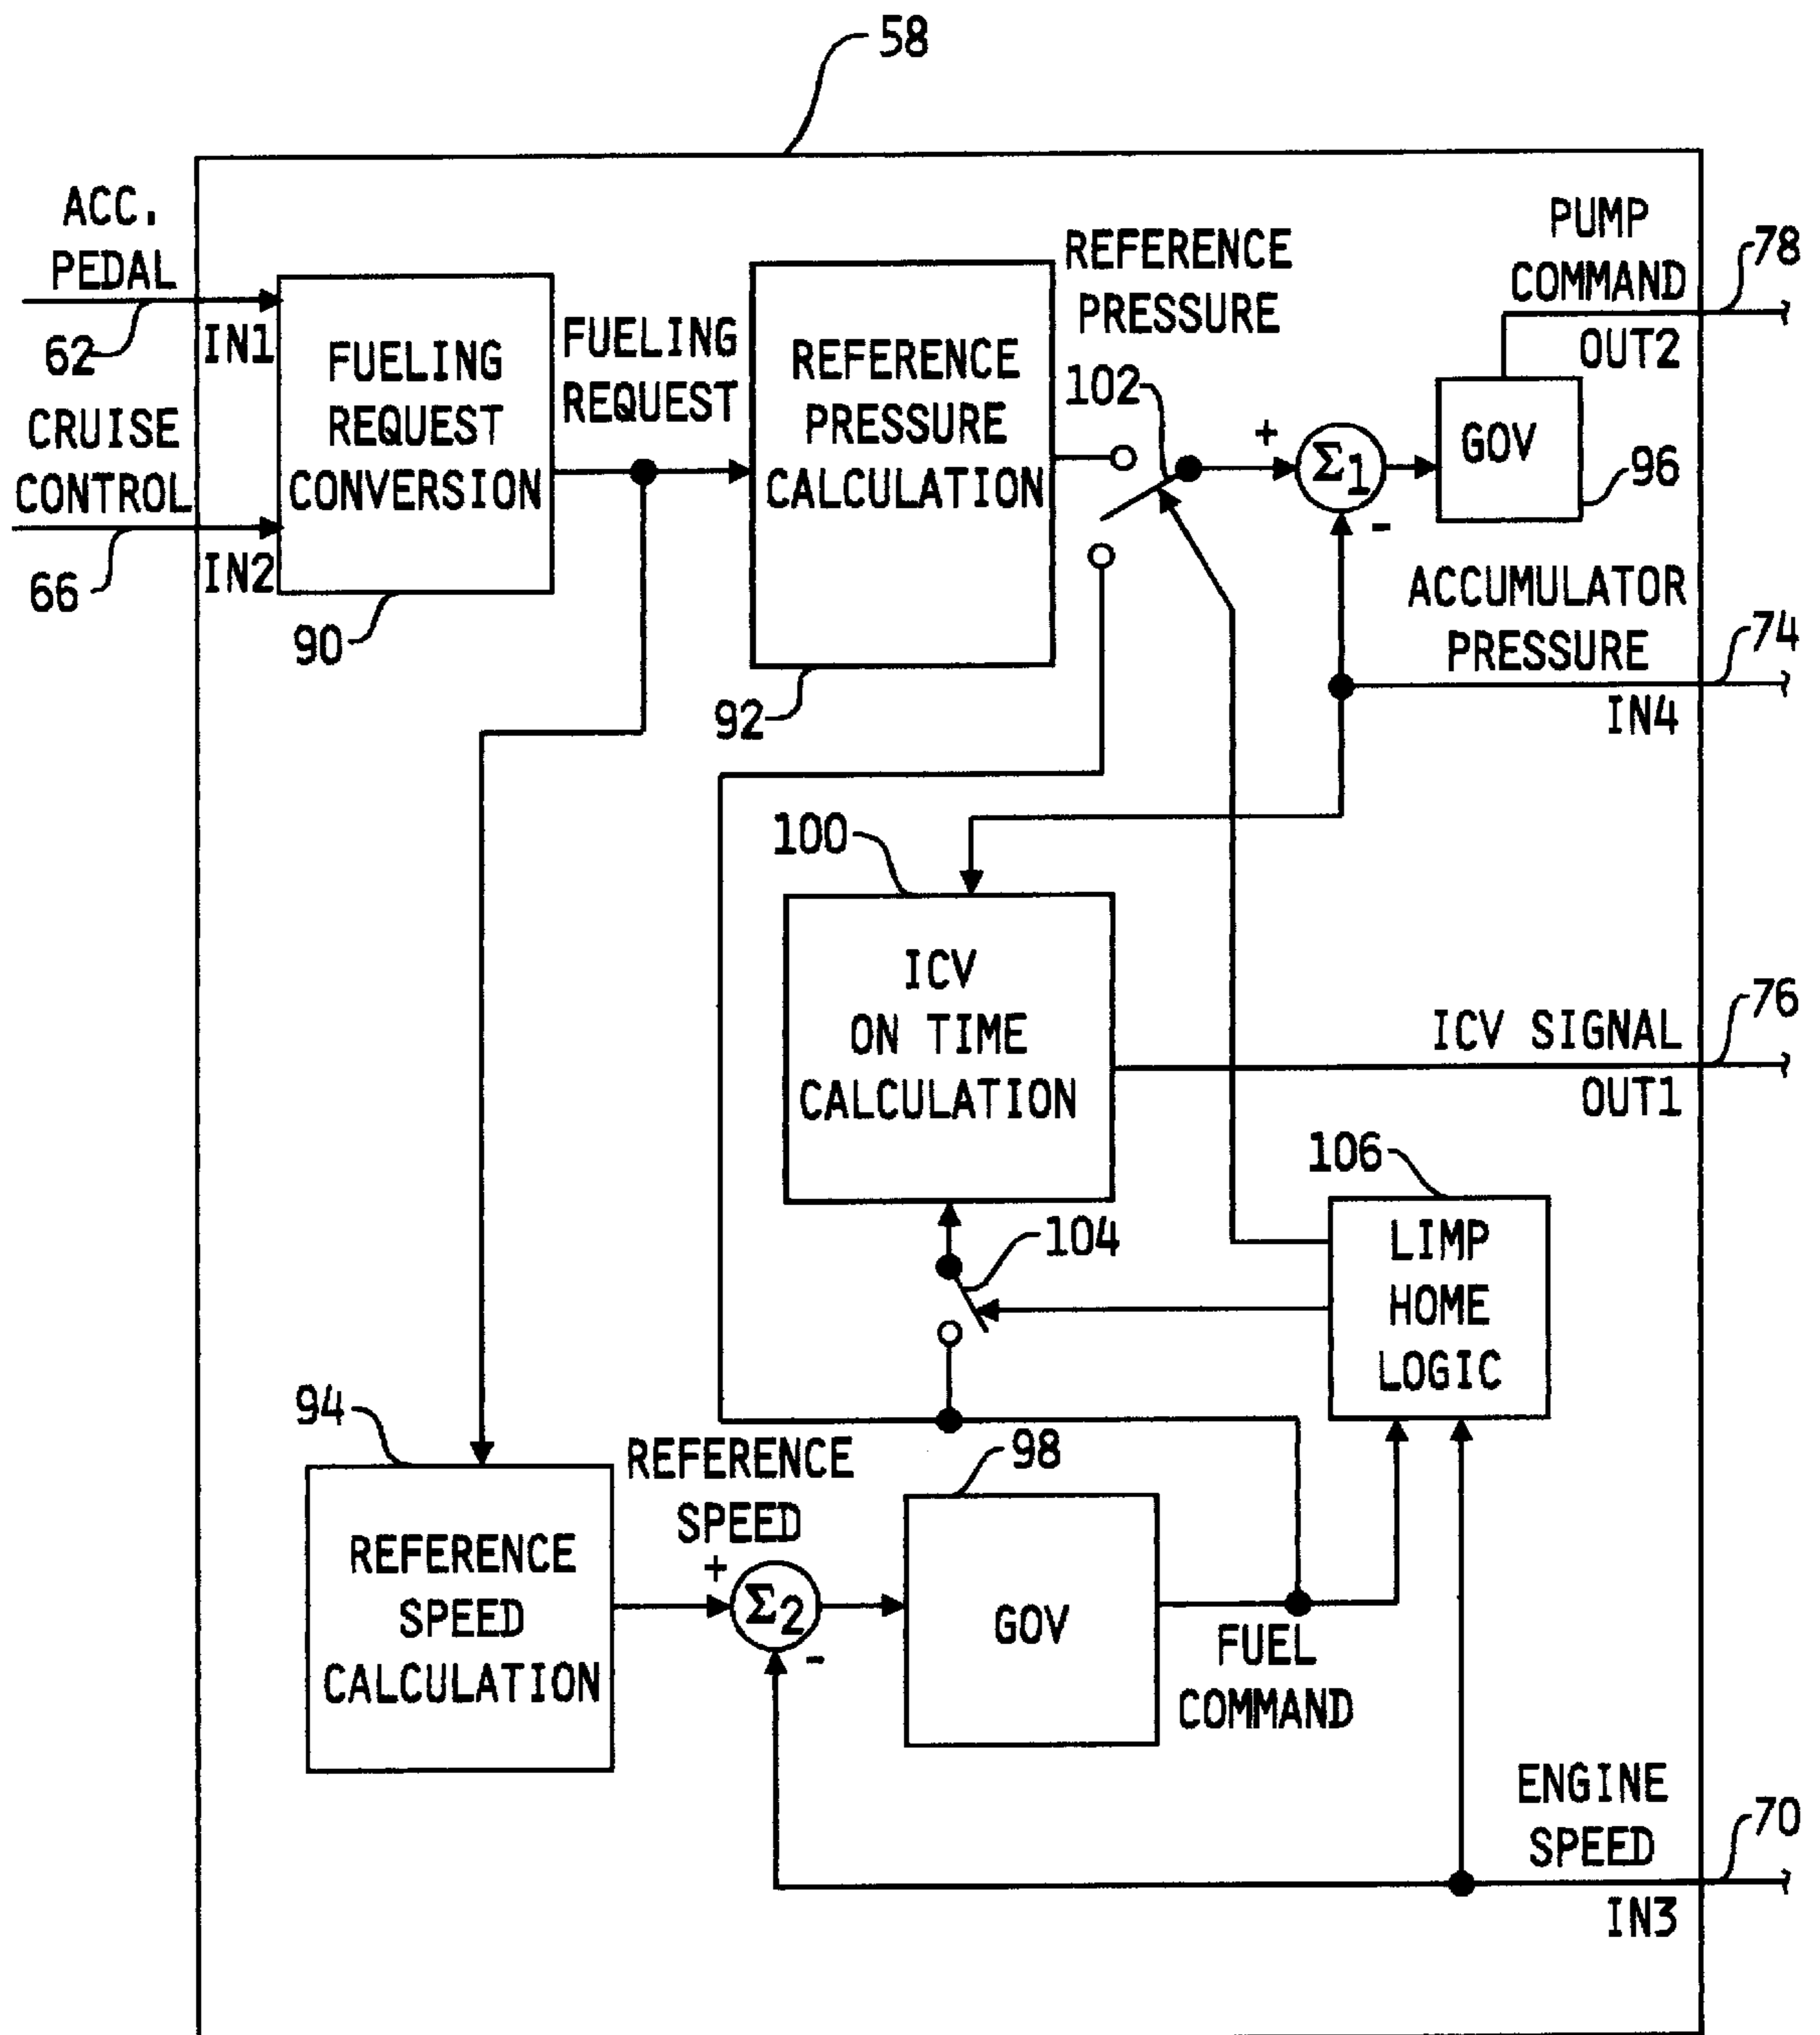 58
ACC.
PEDAL
62
IN1
CRUISE
CONTROL
66
IN2
FUELING
REQUEST
CONVERSION
90
FUELING
REQUEST
REFERENCE
PRESSURE
CALCULATION
92
REFERENCE
PRESSURE
102
+
Σ1
-
GOV
96
PUMP
COMMAND
OUT2
78
ACCUMULATOR
PRESSURE
IN4
74
100
ICV
ON TIME
CALCULATION
ICV SIGNAL
OUT1
76
104
106
LIMP
HOME
LOGIC
94
REFERENCE
SPEED
CALCULATION
REFERENCE
SPEED
+
Σ2
-
98
GOV
FUEL
COMMAND
ENGINE
SPEED
IN3
70